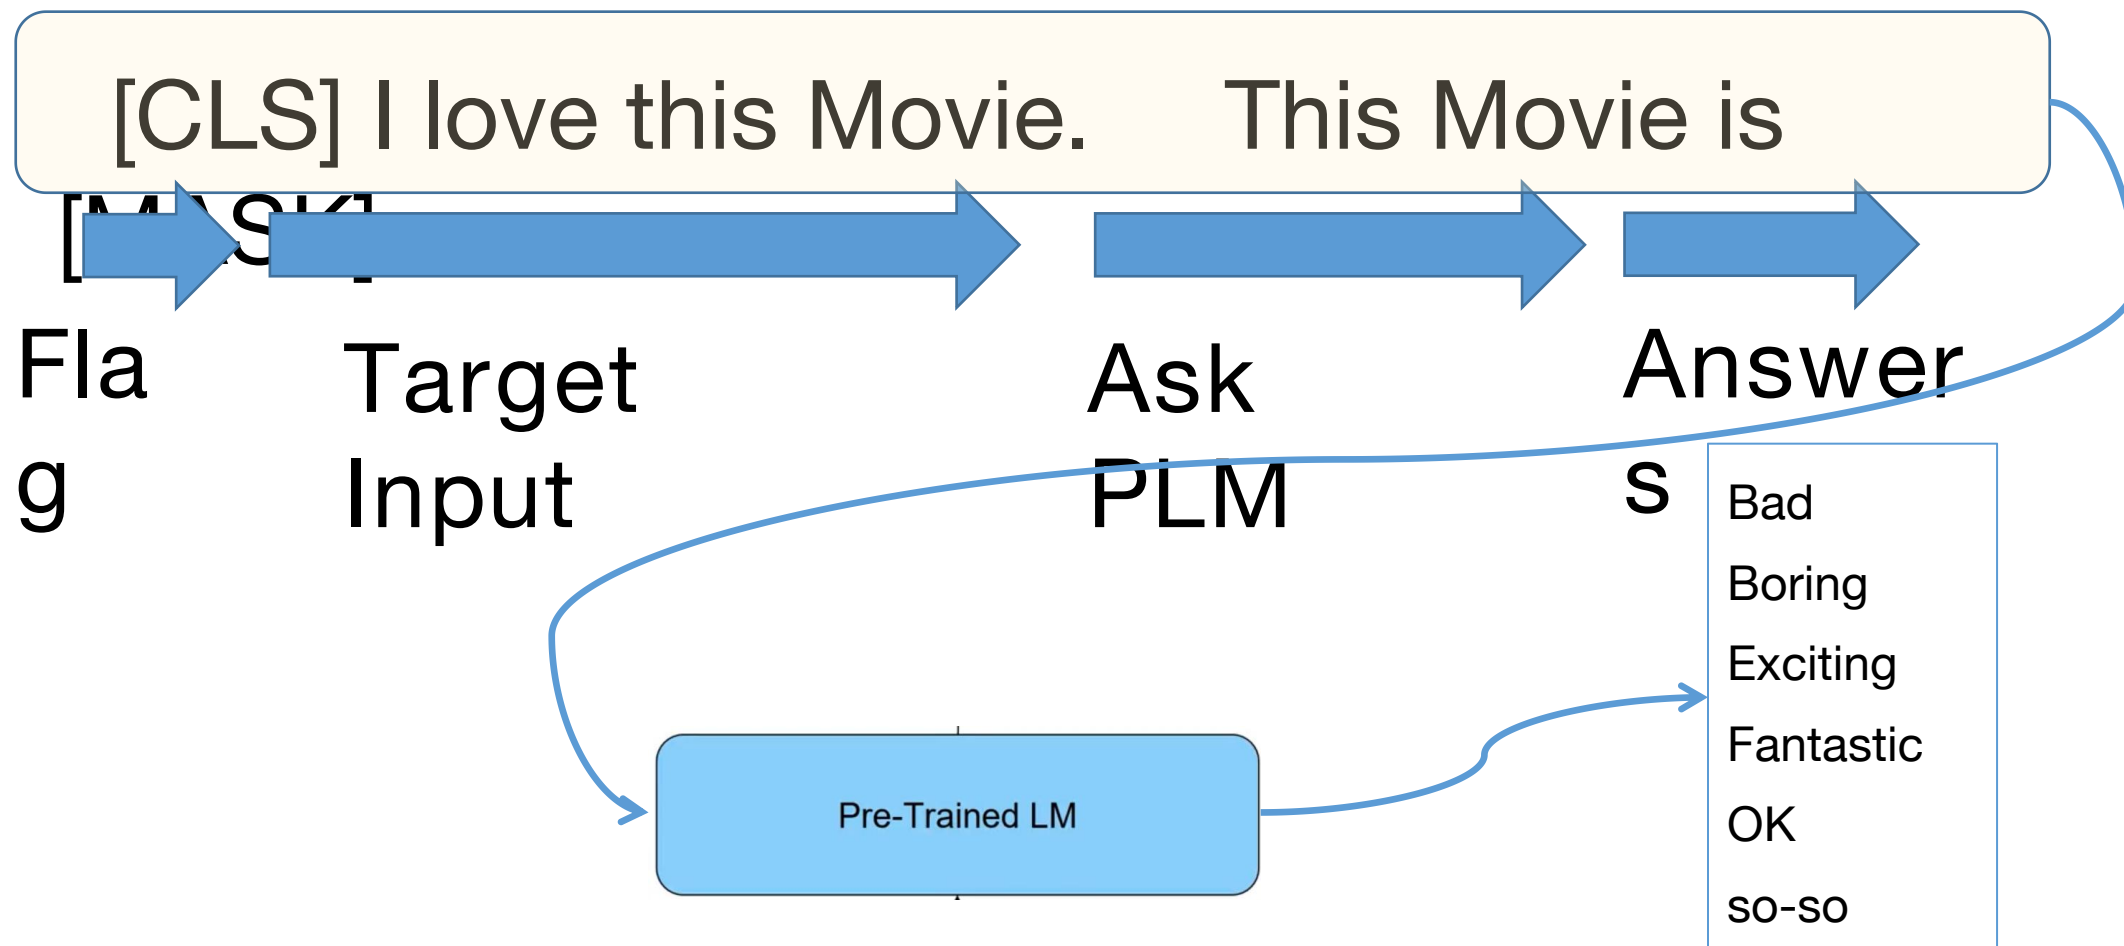 [CLS] I love this Movie. This Movie is
[MASK]
Fla
g
Target
Input
Ask
PLM
Answer
s
Bad
Boring
Exciting
Fantastic
OK
so-so
Pre-Trained LM